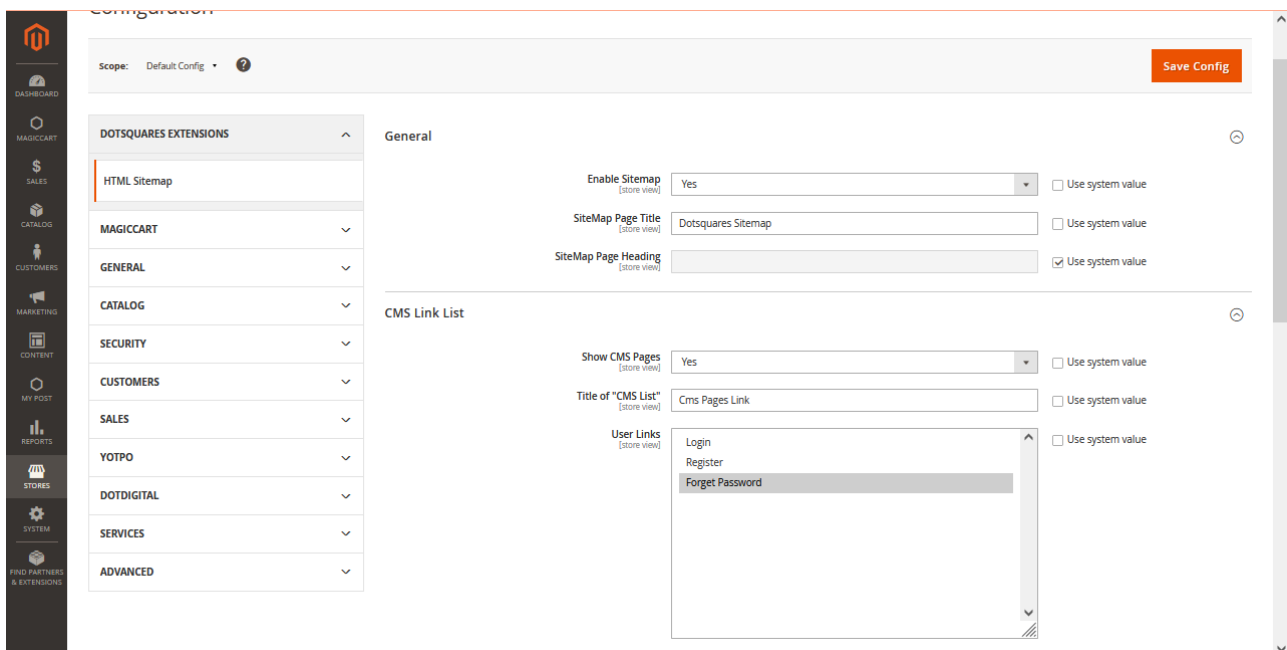 Configuration
Scope: Default Config ?
Save Config
DASHBOARD
MAGICCART
SALES
CATALOG
CUSTOMERS
MARKETING
CONTENT
MY POST
REPORTS
STORES
SYSTEM
FIND PARTNERS
& EXTENSIONS
DOTSQUARES EXTENSIONS
HTML Sitemap
MAGICCART
GENERAL
CATALOG
SECURITY
CUSTOMERS
SALES
YOTPO
DOTDIGITAL
SERVICES
ADVANCED
General
Enable Sitemap
[store view]
Yes
Use system value
SiteMap Page Title
[store view]
Dotsquares Sitemap
Use system value
SiteMap Page Heading
[store view]
Use system value
CMS Link List
Show CMS Pages
[store view]
Yes
Use system value
Title of "CMS List"
[store view]
Cms Pages Link
Use system value
User Links
[store view]
Login
Register
Forget Password
Use system value